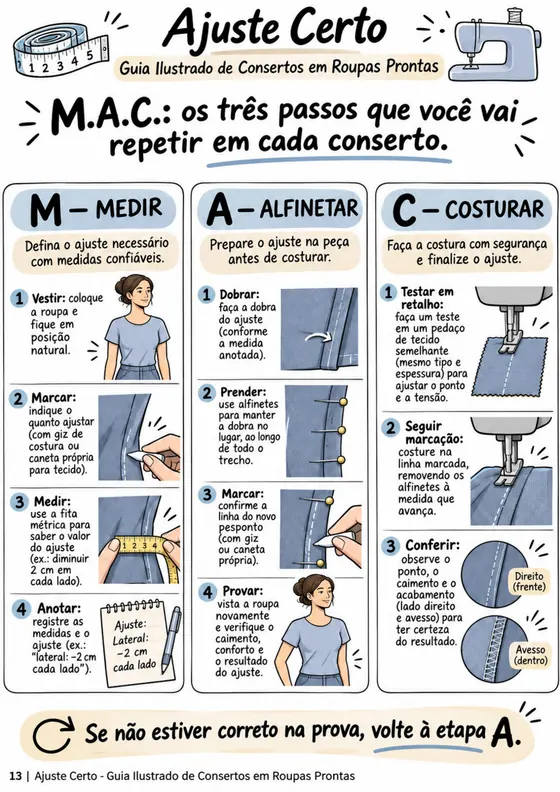 1 2 3 4 5
Ajuste Certo
Guia Ilustrado de Consertos em Roupas Prontas
M.A.C.: os três passos que você vai
repetir em cada conserto.
M – MEDIR
Defina o ajuste necessário
com medidas confiáveis.
1 Vestir: coloque
a roupa e
fique em
posição
natural.
2 Marcar:
indique o
quanto ajustar
(com giz de
costura ou
caneta própria
para tecido).
3 Medir:
use a fita
métrica para
saber o valor
do ajuste
(ex.: diminuir
2 cm em
cada lado).
1 2 3 4
4 Anotar:
registre as
medidas e o
ajuste (ex.:
"lateral: –2 cm
cada lado").
Ajuste:
Lateral:
–2 cm
cada lado
A – ALFINETAR
Prepare o ajuste na peça
antes de costurar.
1 Dobrar:
faça a dobra
do ajuste
(conforme
a medida
anotada).
2 Prender:
use alfinetes
para manter
a dobra no
lugar, ao longo
de todo o
trecho.
3 Marcar:
confirme a
linha do novo
pesponto
(com giz
ou caneta
própria).
4 Provar:
vista a roupa
novamente
e verifique o
caimento,
conforto e
o resultado
do ajuste.
C – COSTURAR
Faça a costura com segurança
e finalize o ajuste.
1 Testar em
retalho:
faça um teste
em um pedaço
de tecido
semelhante
(mesmo tipo e
espessura) para
ajustar o ponto
e a tensão.
2 Seguir
marcação:
costure na
linha marcada,
removendo os
alfinetes à
medida que
avança.
3 Conferir:
observe o
ponto, o
caimento e o
acabamento
(lado direito
e avesso) para
ter certeza
do resultado.
Direito
(frente)
Avesso
(dentro)
Se não estiver correto na prova, volte à etapa A.
13 | Ajuste Certo - Guia Ilustrado de Consertos em Roupas Prontas